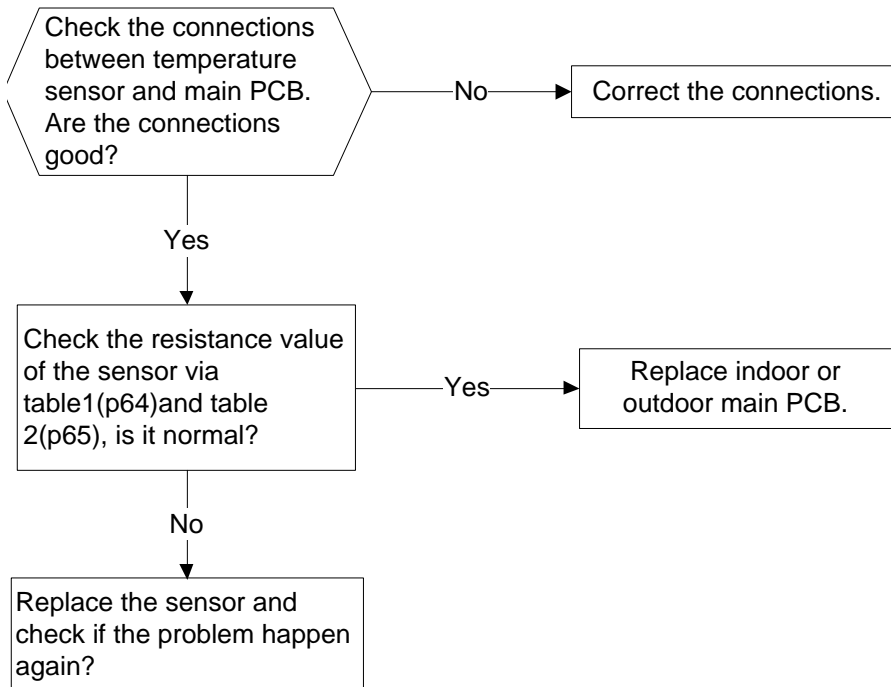 Check the connections
between temperature
sensor and main PCB.
Are the connections
good?
No
Correct the connections.
Yes
Check the resistance value
of the sensor via
table1(p64)and table
2(p65), is it normal?
Yes
Replace indoor or
outdoor main PCB.
No
Replace the sensor and
check if the problem happen
again?